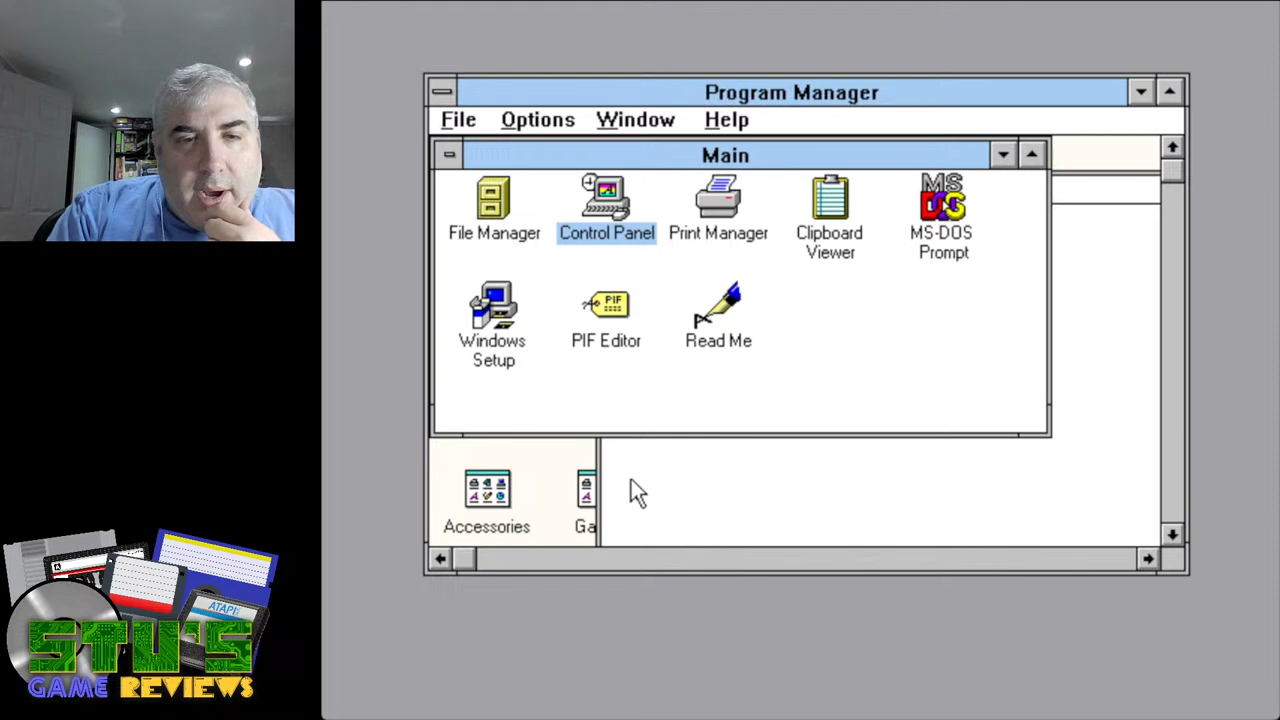 Program Manager
File Options Window Help
Main
File Manager
Control Panel
Print Manager
Clipboard
Viewer
MS
DOS
MS-DOS
Prompt
Windows
Setup
PIF
PIF Editor
Read Me
Accessories
Ga
STU'S
GAME REVIEWS